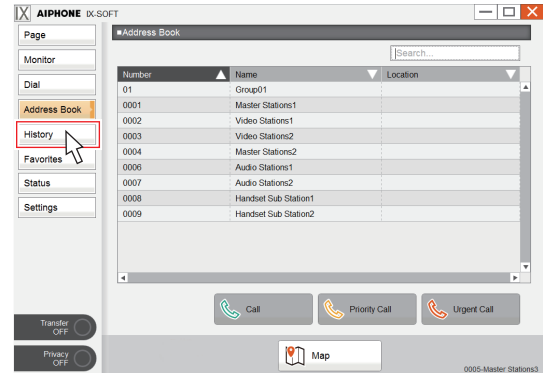 IX AIPHONE IX-SOFT
Page
Monitor
Dial
Address Book
History
Favorites
Status
Settings
Transfer
OFF
Privacy
OFF
■Address Book
Search...
Number Name Location
01 Group01
0001 Master Stations1
0002 Video Stations1
0003 Video Stations2
0004 Master Stations2
0006 Audio Stations1
0007 Audio Stations2
0008 Handset Sub Station1
0009 Handset Sub Station2
Call Priority Call Urgent Call
Map
0005-Master Stations3